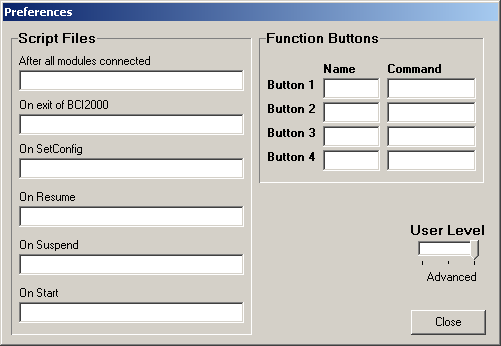 Preferences
Script Files
After all modules connected
On exit of BCI2000
On SetConfig
On Resume
On Suspend
On Start
Function Buttons
Name Command
Button 1
Button 2
Button 3
Button 4
User Level
Advanced
Close